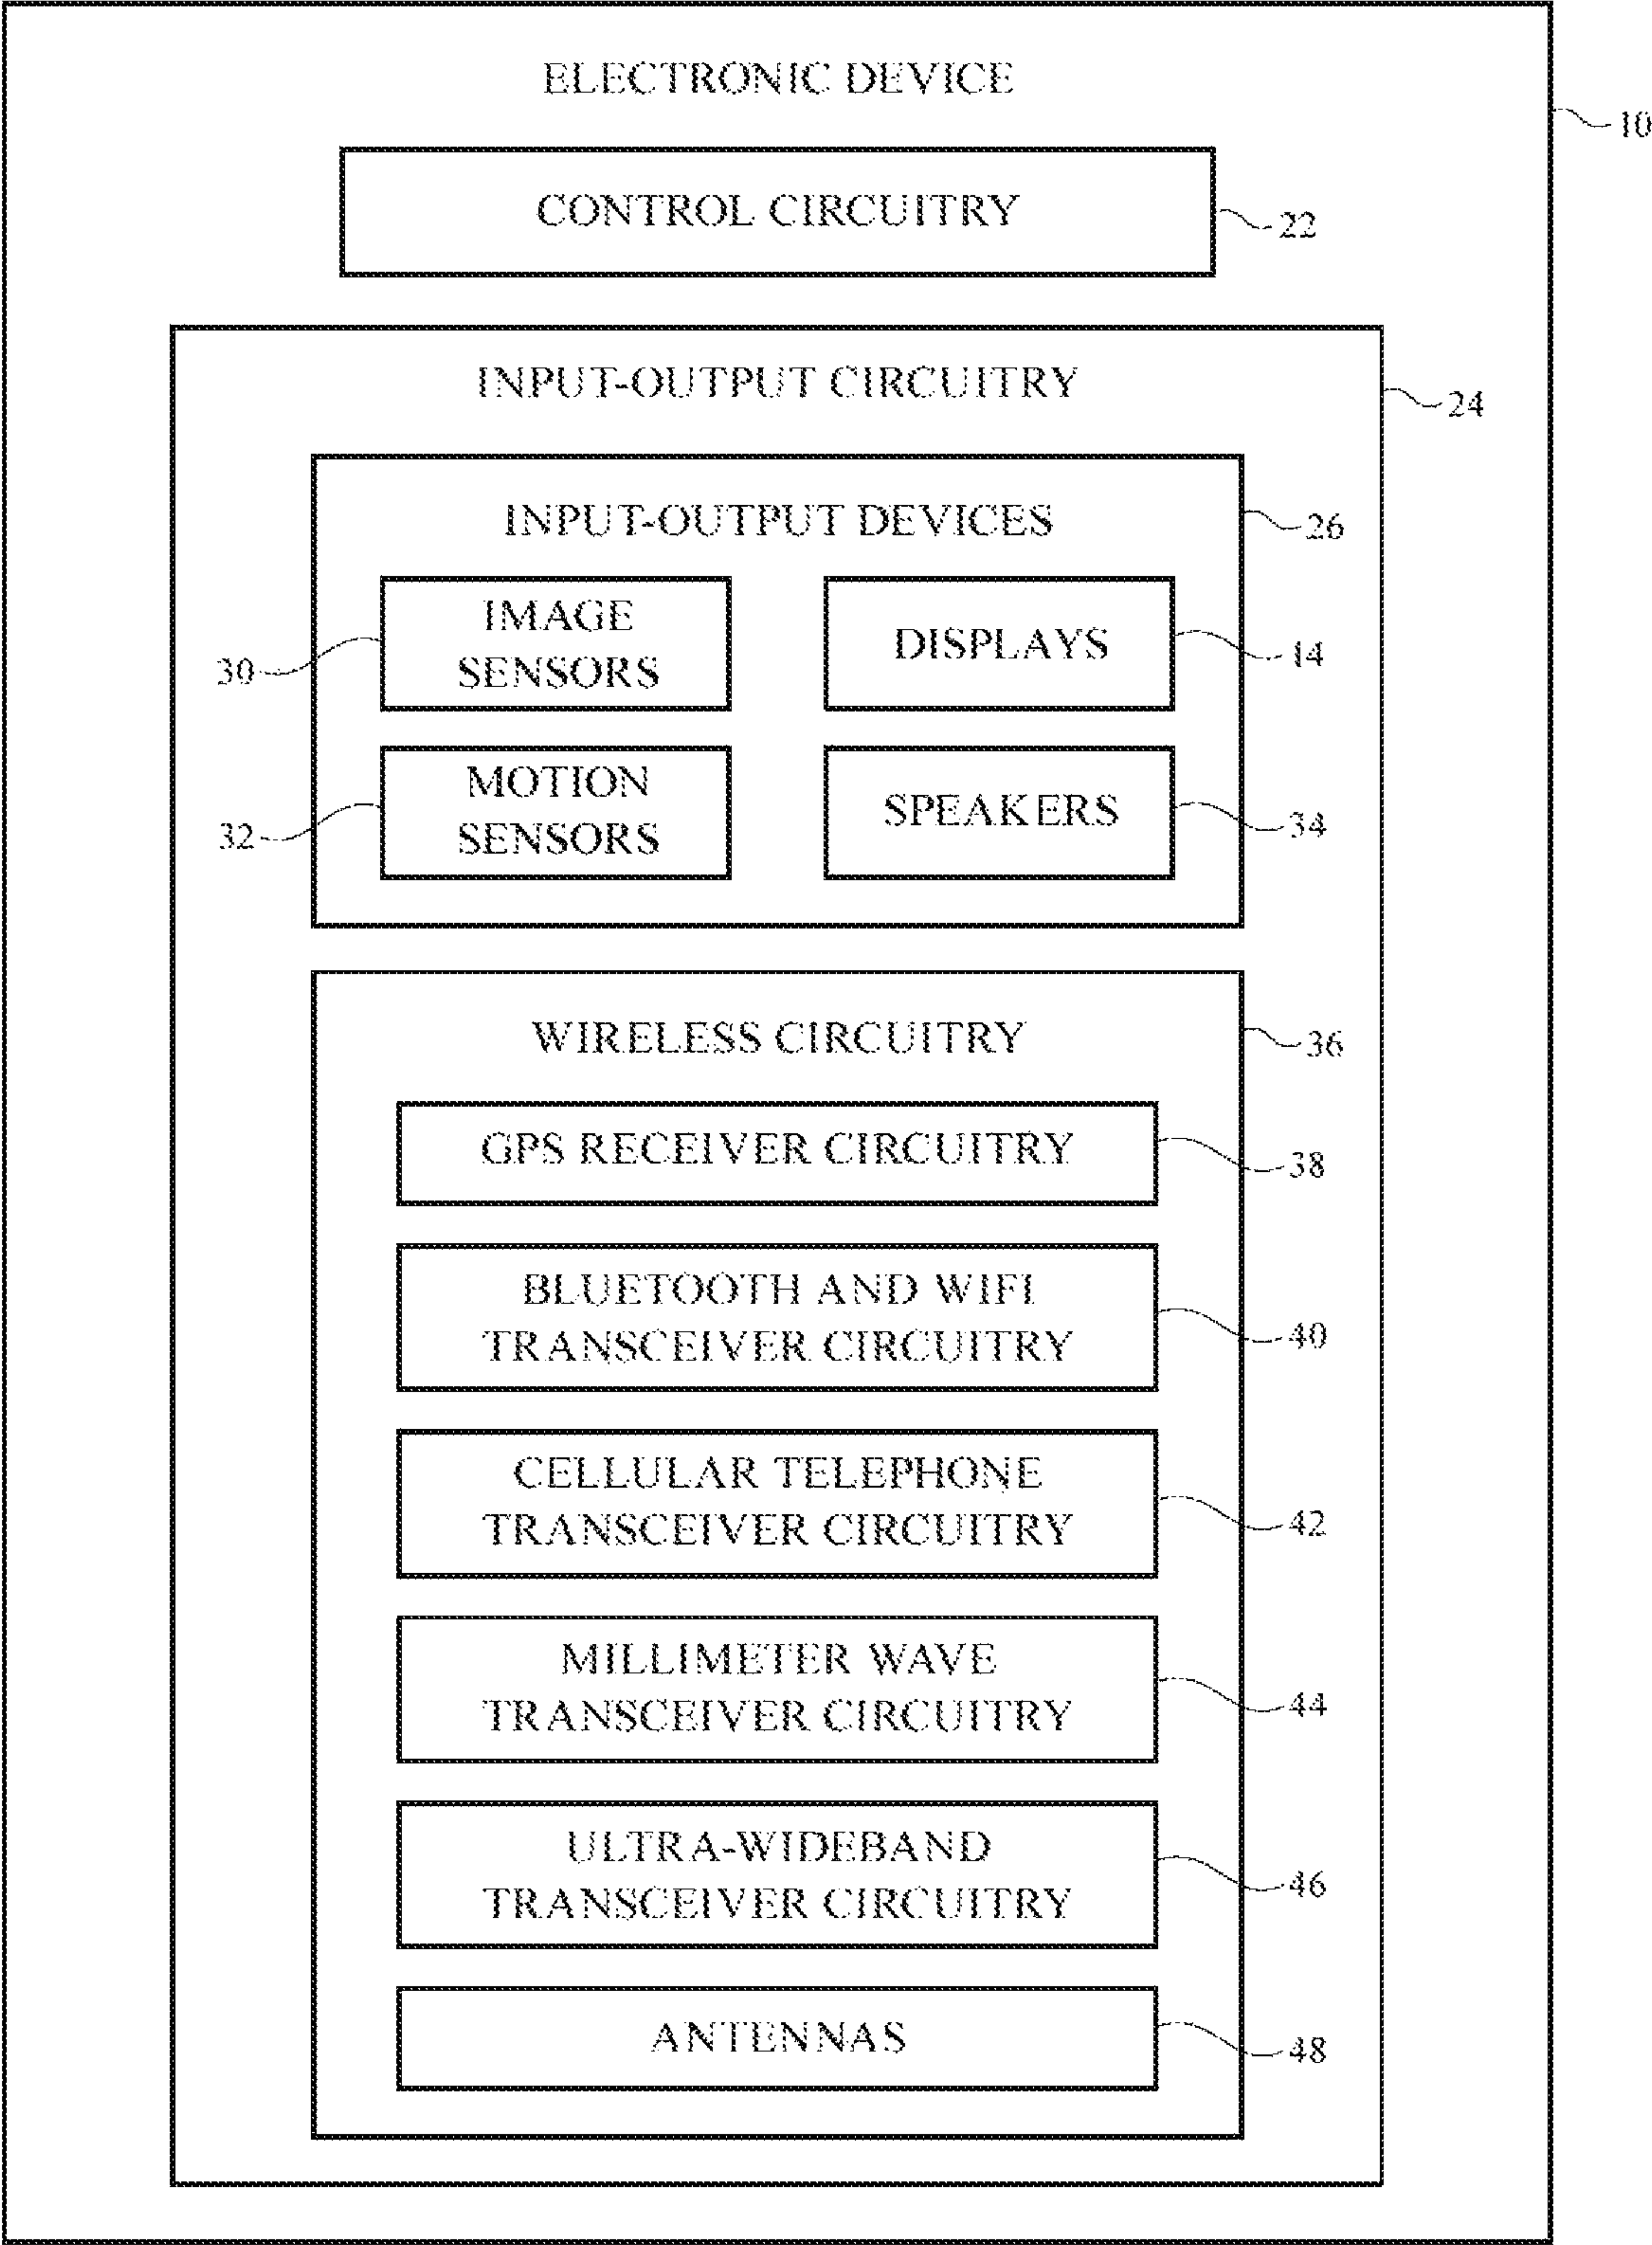 ELECTRONIC DEVICE
10
CONTROL CIRCUITRY
22
INPUT-OUTPUT CIRCUITRY
24
INPUT-OUTPUT DEVICES
26
IMAGE
SENSORS
30
DISPLAYS
14
MOTION
SENSORS
32
SPEAKERS
34
WIRELESS CIRCUITRY
36
GPS RECEIVER CIRCUITRY
38
BLUETOOTH AND WIFI
TRANSCEIVER CIRCUITRY
40
CELLULAR TELEPHONE
TRANSCEIVER CIRCUITRY
42
MILLIMETER WAVE
TRANSCEIVER CIRCUITRY
44
ULTRA-WIDEBAND
TRANSCEIVER CIRCUITRY
46
ANTENNAS
48